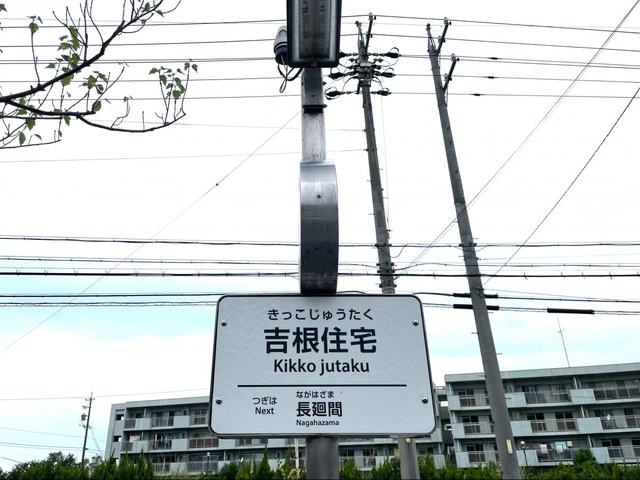 きっこじゅうたく
吉根住宅
Kikko jutaku
つぎは ながはざま
Next 長廻間
Nagahazama